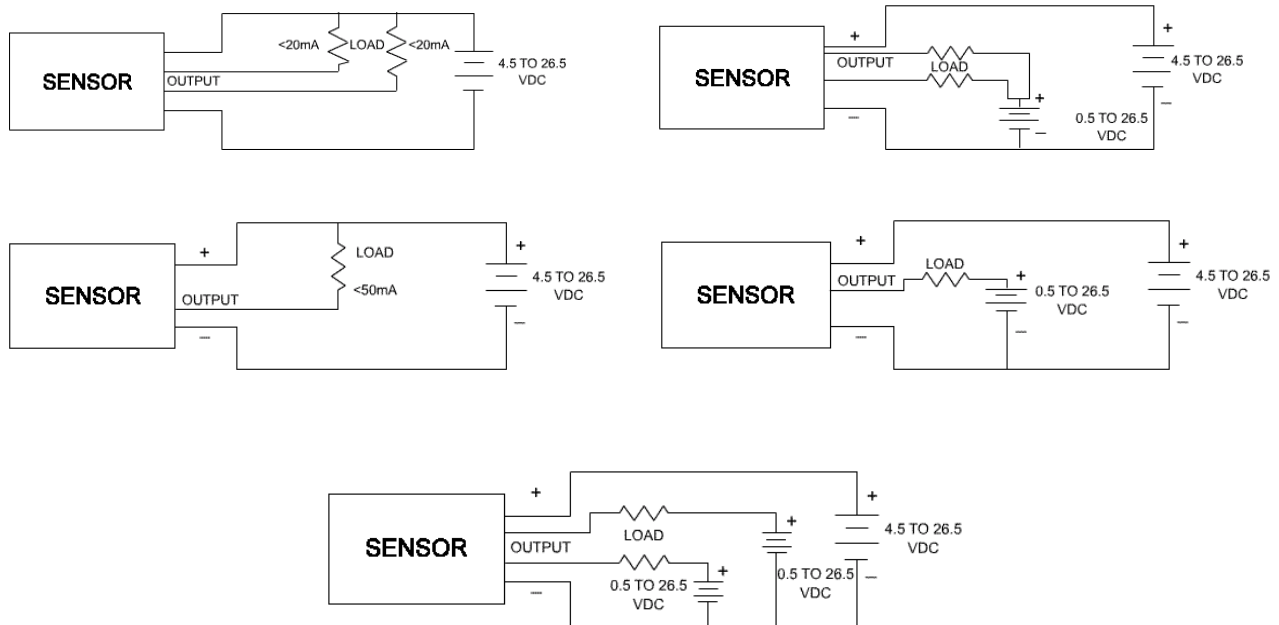 <20mA LOAD <20mA
SENSOR
OUTPUT
4.5 TO 26.5
VDC
+
OUTPUT
SENSOR
LOAD
+
–
+
–
0.5 TO 26.5
VDC
+
4.5 TO 26.5
VDC
–
+
SENSOR
OUTPUT
–
LOAD
<50mA
+
4.5 TO 26.5
VDC
–
+
SENSOR
OUTPUT
–
LOAD
+
0.5 TO 26.5
VDC
–
+
4.5 TO 26.5
VDC
–
+
SENSOR
OUTPUT
–
LOAD
+
0.5 TO 26.5
VDC
+
0.5 TO 26.5
VDC
+
4.5 TO 26.5
VDC
–